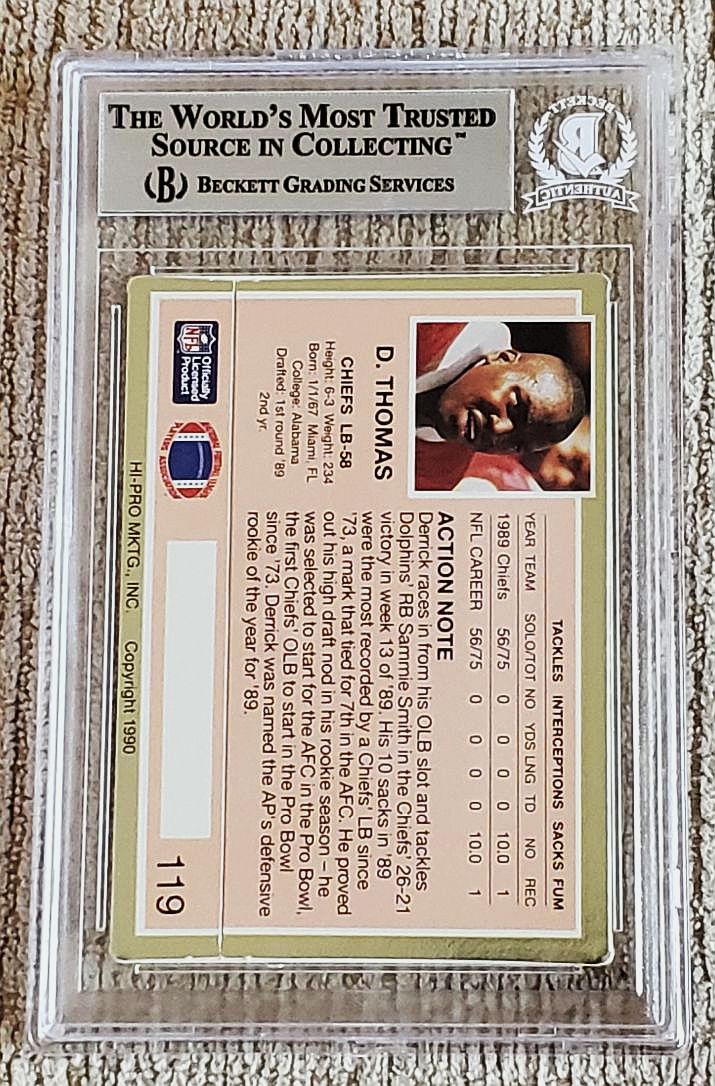 THE WORLD'S MOST TRUSTED
SOURCE IN COLLECTING™
(B) BECKETT GRADING SERVICES
BECKETT
B
AUTHENTIC
D. THOMAS
CHIEFS LB-58
Height: 6-3 Weight: 234
Born: 1/1/67 Miami, FL
College: Alabama
Drafted: 1st round '89
2nd yr.
TACKLES INTERCEPTIONS SACKS FUM
YEAR TEAM SOLO/TOT NO YDS LNG TD NO REC
1989 Chiefs 56/75 0 0 0 0 10.0 1
NFL CAREER 56/75 0 0 0 0 10.0 1
ACTION NOTE
Derrick races in from his OLB slot and tackles
Dolphins' RB Sammie Smith in the Chiefs' 26-21
victory in week 13 of '89. His 10 sacks in '89
were the most recorded by a Chiefs' LB since
'73, a mark that tied for 7th in the AFC. He proved
out his high draft nod in his rookie season – he
was selected to start for the AFC in the Pro Bowl,
the first Chiefs' OLB to start in the Pro Bowl
since '73. Derrick was named the AP's defensive
rookie of the year for '89.
NFL
Officially
Licensed
Product
NATIONAL FOOTBALL LEAGUE
PLAYERS ASSOCIATION
119
HI-PRO MKTG., INC. Copyright 1990